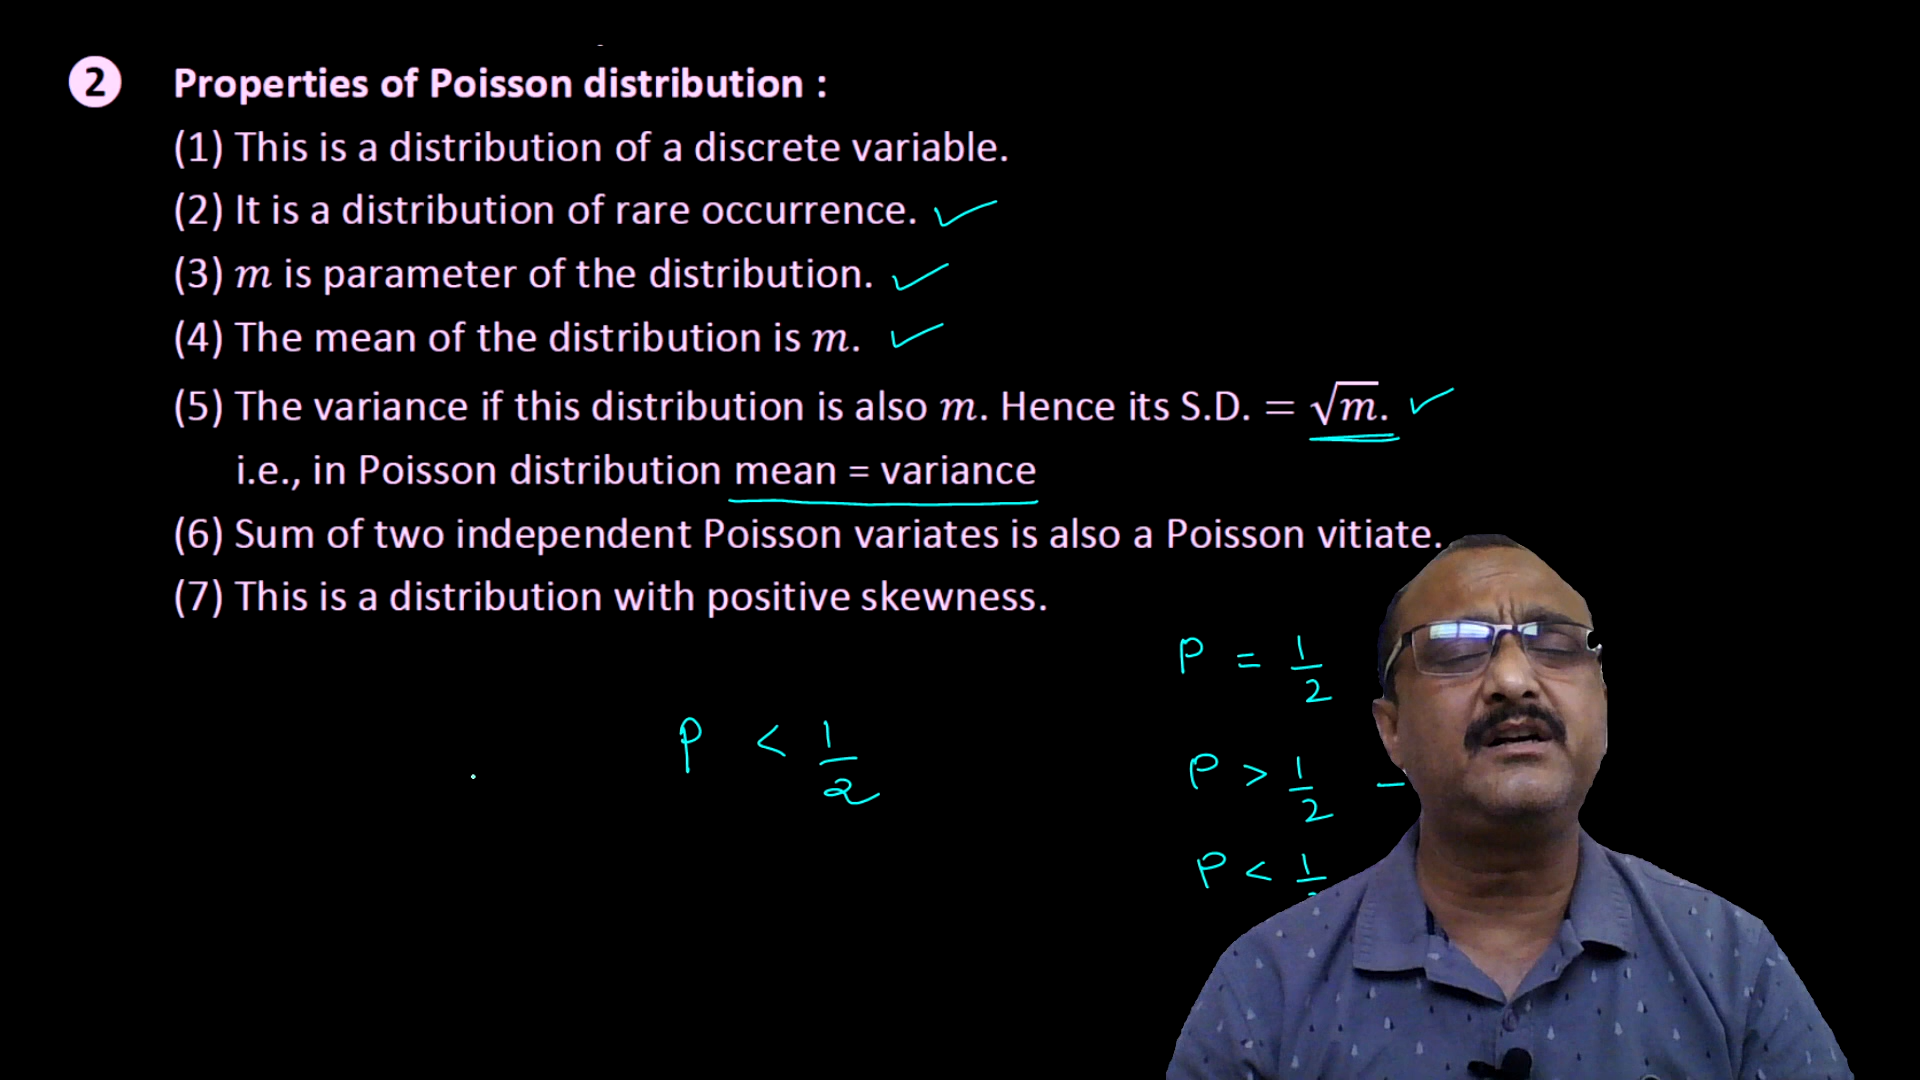 2 Properties of Poisson distribution :
(1) This is a distribution of a discrete variable.
(2) It is a distribution of rare occurrence.
(3) m is parameter of the distribution.
(4) The mean of the distribution is m.
(5) The variance if this distribution is also m. Hence its S.D. = √m.
i.e., in Poisson distribution mean = variance
(6) Sum of two independent Poisson variates is also a Poisson vitiate.
(7) This is a distribution with positive skewness.
P = 1/2
P < 1/2
P > 1/2 –
P < 1